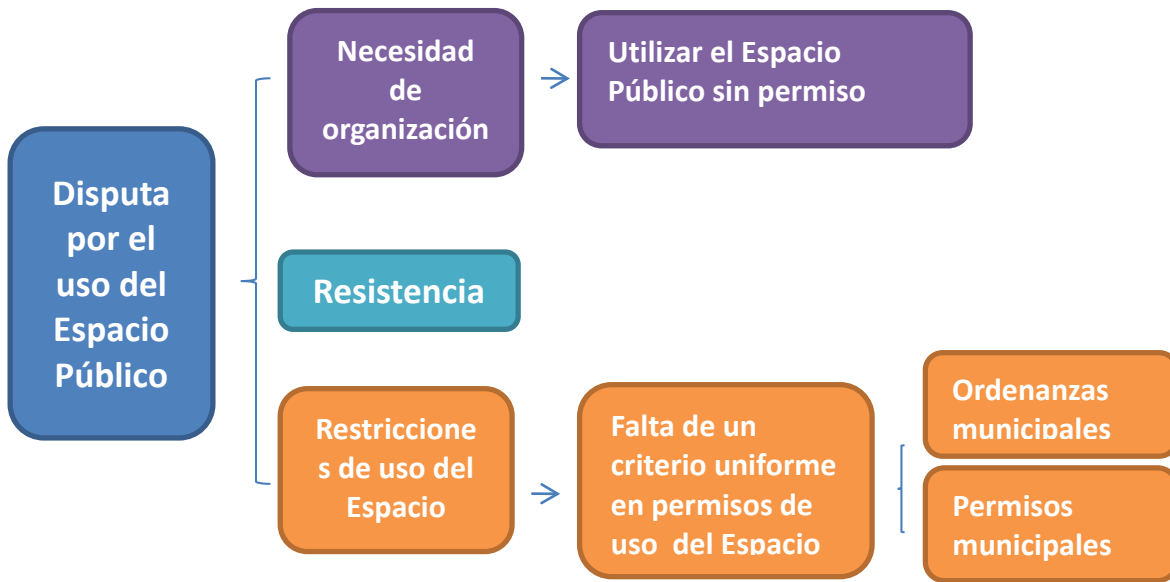 Disputa
por el
uso del
Espacio
Público
Necesidad
de
organización
Utilizar el Espacio
Público sin permiso
Resistencia
Restriccione
s de uso del
Espacio
Falta de un
criterio uniforme
en permisos de
uso del Espacio
Ordenanzas
municipales
Permisos
municipales